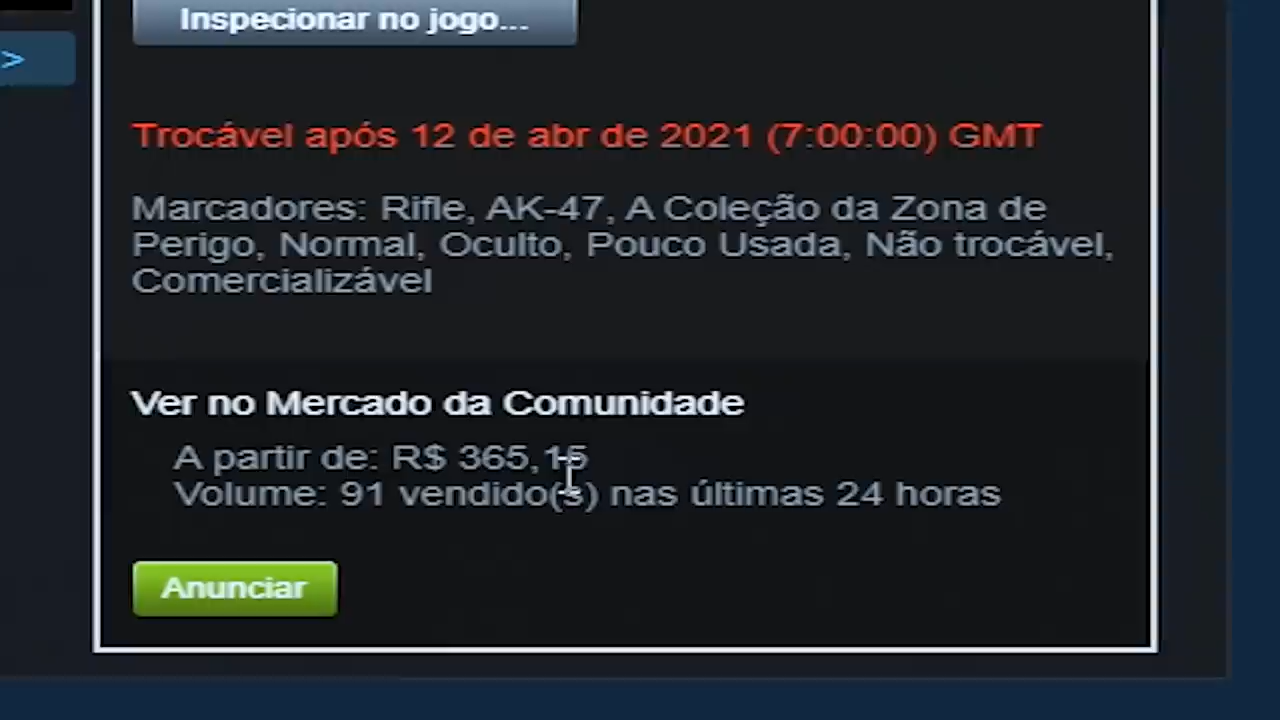 Inspecionar no jogo...
>
Trocável após 12 de abr de 2021 (7:00:00) GMT
Marcadores: Rifle, AK-47, A Coleção da Zona de
Perigo, Normal, Oculto, Pouco Usada, Não trocável,
Comercializável
Ver no Mercado da Comunidade
A partir de: R$ 365,15
Volume: 91 vendido(s) nas últimas 24 horas
Anunciar